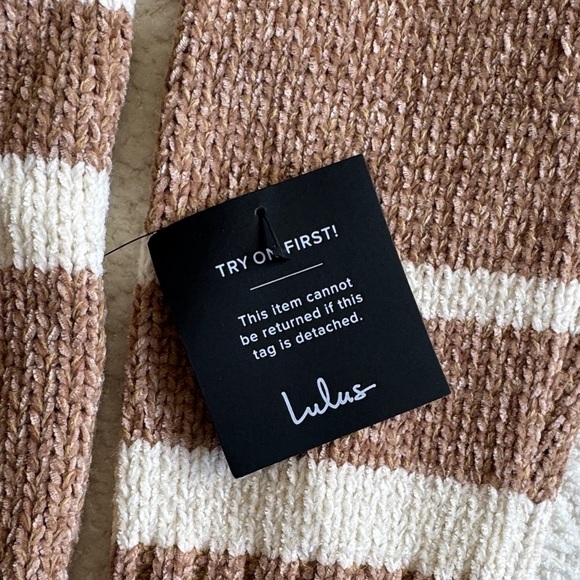 TRY ON FIRST!
This item cannot
be returned if this
tag is detached.
Lulus